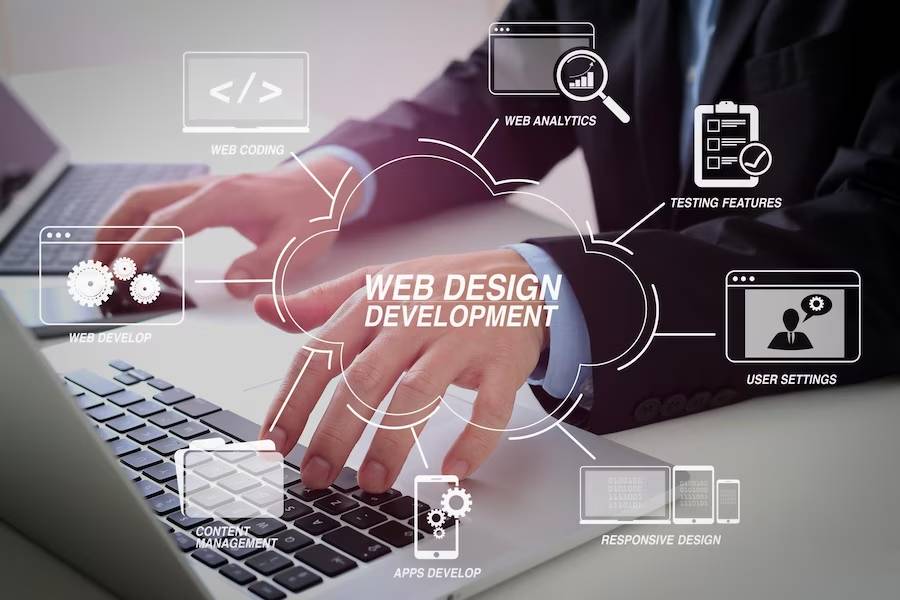 </>
WEB CODING
WEB ANALYTICS
TESTING FEATURES
WEB DEVELOP
WEB DESIGN
DEVELOPMENT
USER SETTINGS
CONTENT
MANAGEMENT
APPS DEVELOP
RESPONSIVE DESIGN